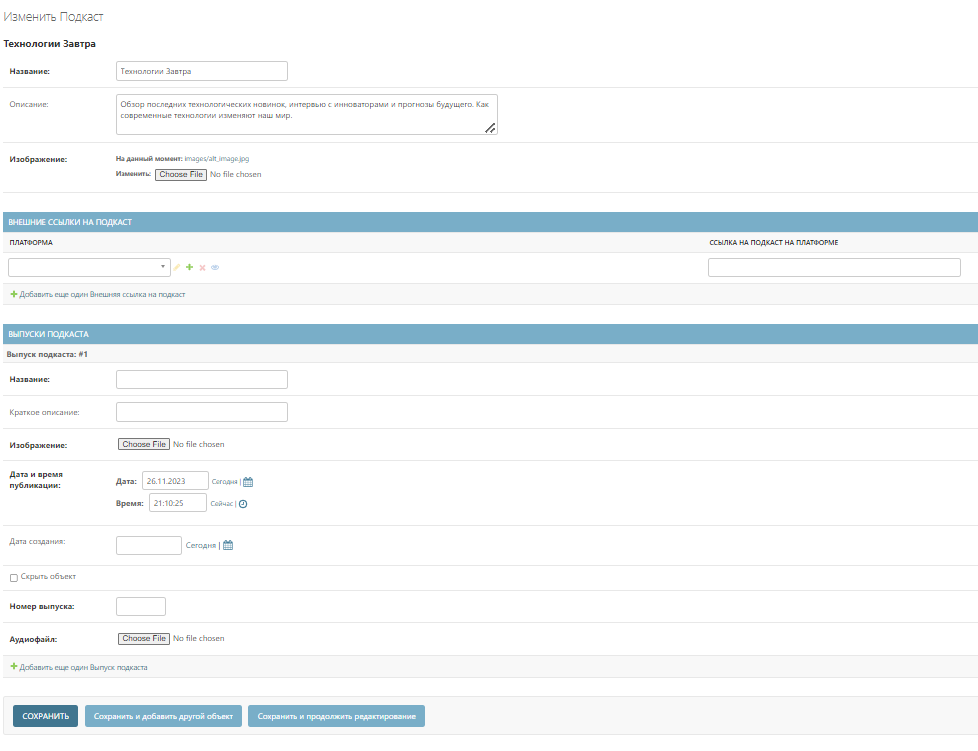 Изменить Подкаст
Технологии Завтра
Название: Технологии Завтра
Описание: Обзор последних технологических новинок, интервью с инноваторами и прогнозы будущего. Как
современные технологии изменяют наш мир.
Изображение: На данный момент: images/alt_image.jpg
Изменить: Choose File No file chosen
ВНЕШНИЕ ССЫЛКИ НА ПОДКАСТ
ПЛАТФОРМА ССЫЛКА НА ПОДКАСТ НА ПЛАТФОРМЕ
Добавить еще один Внешняя ссылка на подкаст
ВЫПУСКИ ПОДКАСТА
Выпуск подкаста: #1
Название:
Краткое описание:
Изображение: Choose File No file chosen
Дата и время
публикации:
Дата: 26.11.2023 Сегодня |
Время: 21:10:25 Сейчас |
Дата создания: Сегодня |
Скрыть объект
Номер выпуска:
Аудиофайл: Choose File No file chosen
Добавить еще один Выпуск подкаста
СОХРАНИТЬ Сохранить и добавить другой объект Сохранить и продолжить редактирование